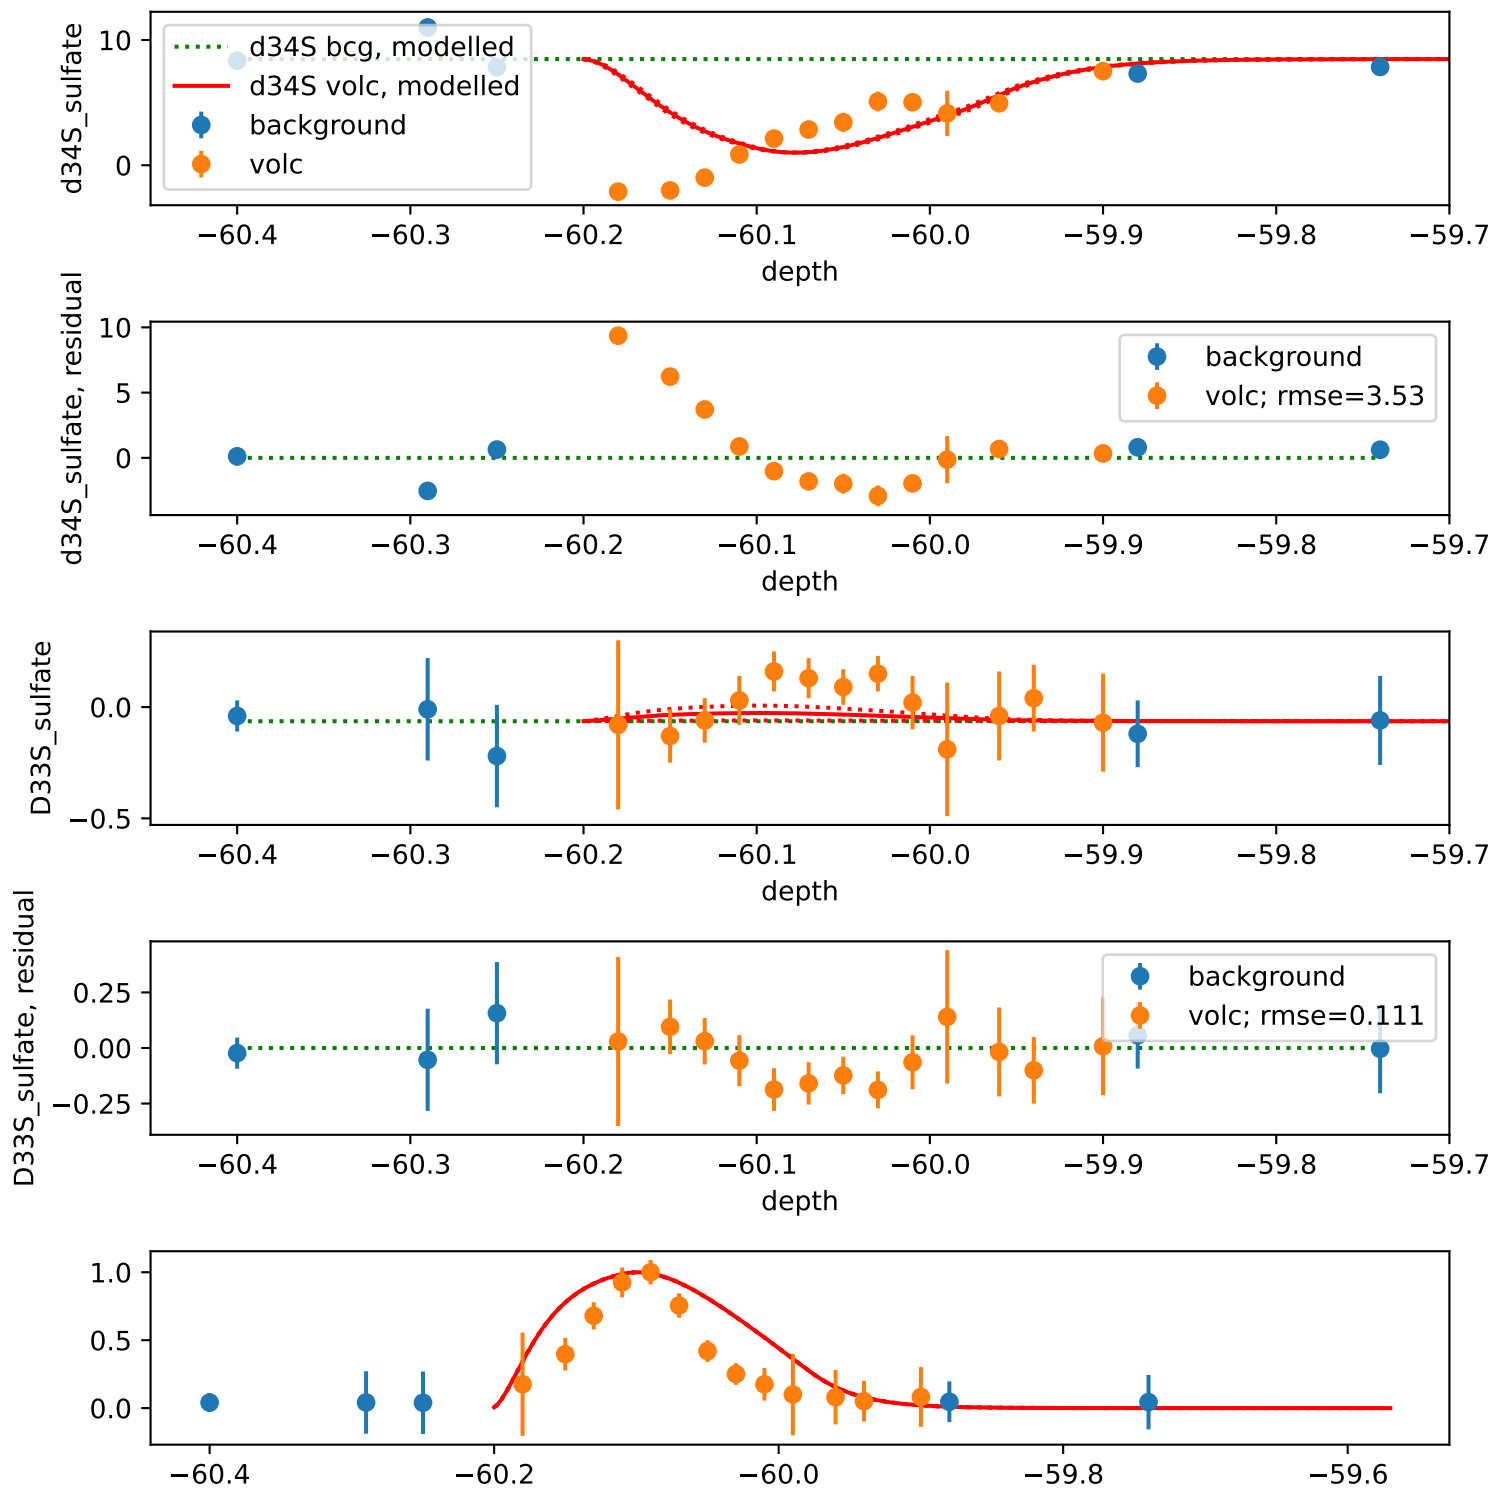 d34S_sulfate
10
0
d34S bcg, modelled
d34S volc, modelled
background
volc
−60.4 −60.3 −60.2 −60.1 −60.0 −59.9 −59.8 −59.7
depth
d34S_sulfate, residual
10
5
0
background
volc; rmse=3.53
−60.4 −60.3 −60.2 −60.1 −60.0 −59.9 −59.8 −59.7
depth
D33S_sulfate
0.0
−0.5
−60.4 −60.3 −60.2 −60.1 −60.0 −59.9 −59.8 −59.7
depth
D33S_sulfate, residual
0.25
0.00
−0.25
background
volc; rmse=0.111
−60.4 −60.3 −60.2 −60.1 −60.0 −59.9 −59.8 −59.7
depth
1.0
0.5
0.0
−60.4 −60.2 −60.0 −59.8 −59.6